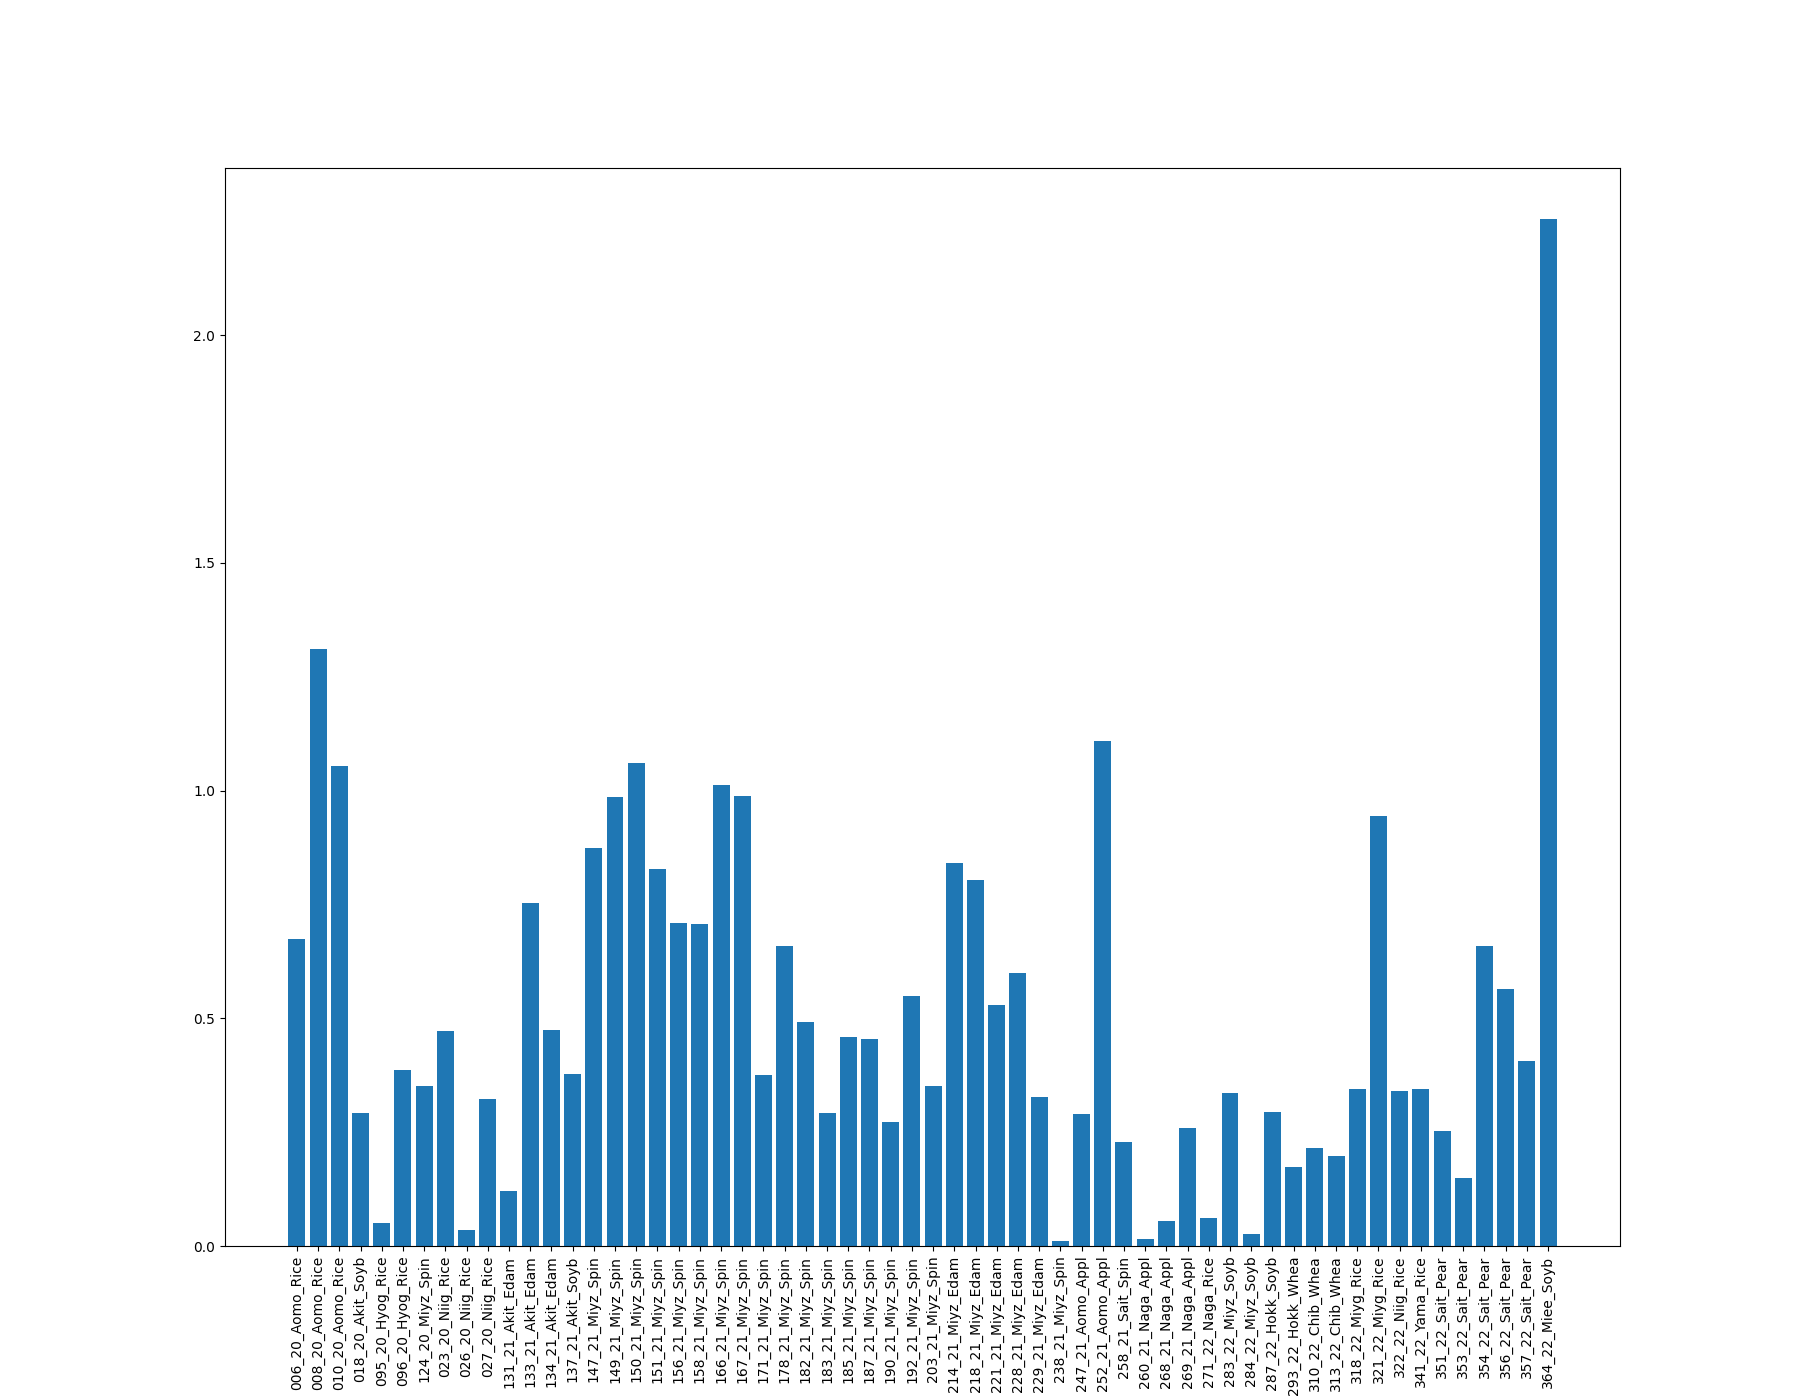 2.0
1.5
1.0
0.5
0.0
006_20_Aomo_Rice
008_20_Aomo_Rice
010_20_Aomo_Rice
018_20_Akit_Soyb
095_20_Hyog_Rice
096_20_Hyog_Rice
124_20_Miyz_Spin
023_20_Niig_Rice
026_20_Niig_Rice
027_20_Niig_Rice
131_21_Akit_Edam
133_21_Akit_Edam
134_21_Akit_Edam
137_21_Akit_Soyb
147_21_Miyz_Spin
149_21_Miyz_Spin
150_21_Miyz_Spin
151_21_Miyz_Spin
156_21_Miyz_Spin
158_21_Miyz_Spin
166_21_Miyz_Spin
167_21_Miyz_Spin
171_21_Miyz_Spin
178_21_Miyz_Spin
182_21_Miyz_Spin
183_21_Miyz_Spin
185_21_Miyz_Spin
187_21_Miyz_Spin
190_21_Miyz_Spin
192_21_Miyz_Spin
203_21_Miyz_Spin
214_21_Miyz_Edam
218_21_Miyz_Edam
221_21_Miyz_Edam
228_21_Miyz_Edam
229_21_Miyz_Edam
238_21_Miyz_Spin
247_21_Aomo_Appl
252_21_Aomo_Appl
258_21_Sait_Spin
260_21_Naga_Appl
268_21_Naga_Appl
269_21_Naga_Appl
271_22_Naga_Rice
283_22_Miyz_Soyb
284_22_Miyz_Soyb
287_22_Hokk_Soyb
293_22_Hokk_Whea
310_22_Chib_Whea
313_22_Chib_Whea
318_22_Miyg_Rice
321_22_Miyg_Rice
322_22_Niig_Rice
341_22_Yama_Rice
351_22_Sait_Pear
353_22_Sait_Pear
354_22_Sait_Pear
356_22_Sait_Pear
357_22_Sait_Pear
364_22_Miee_Soyb